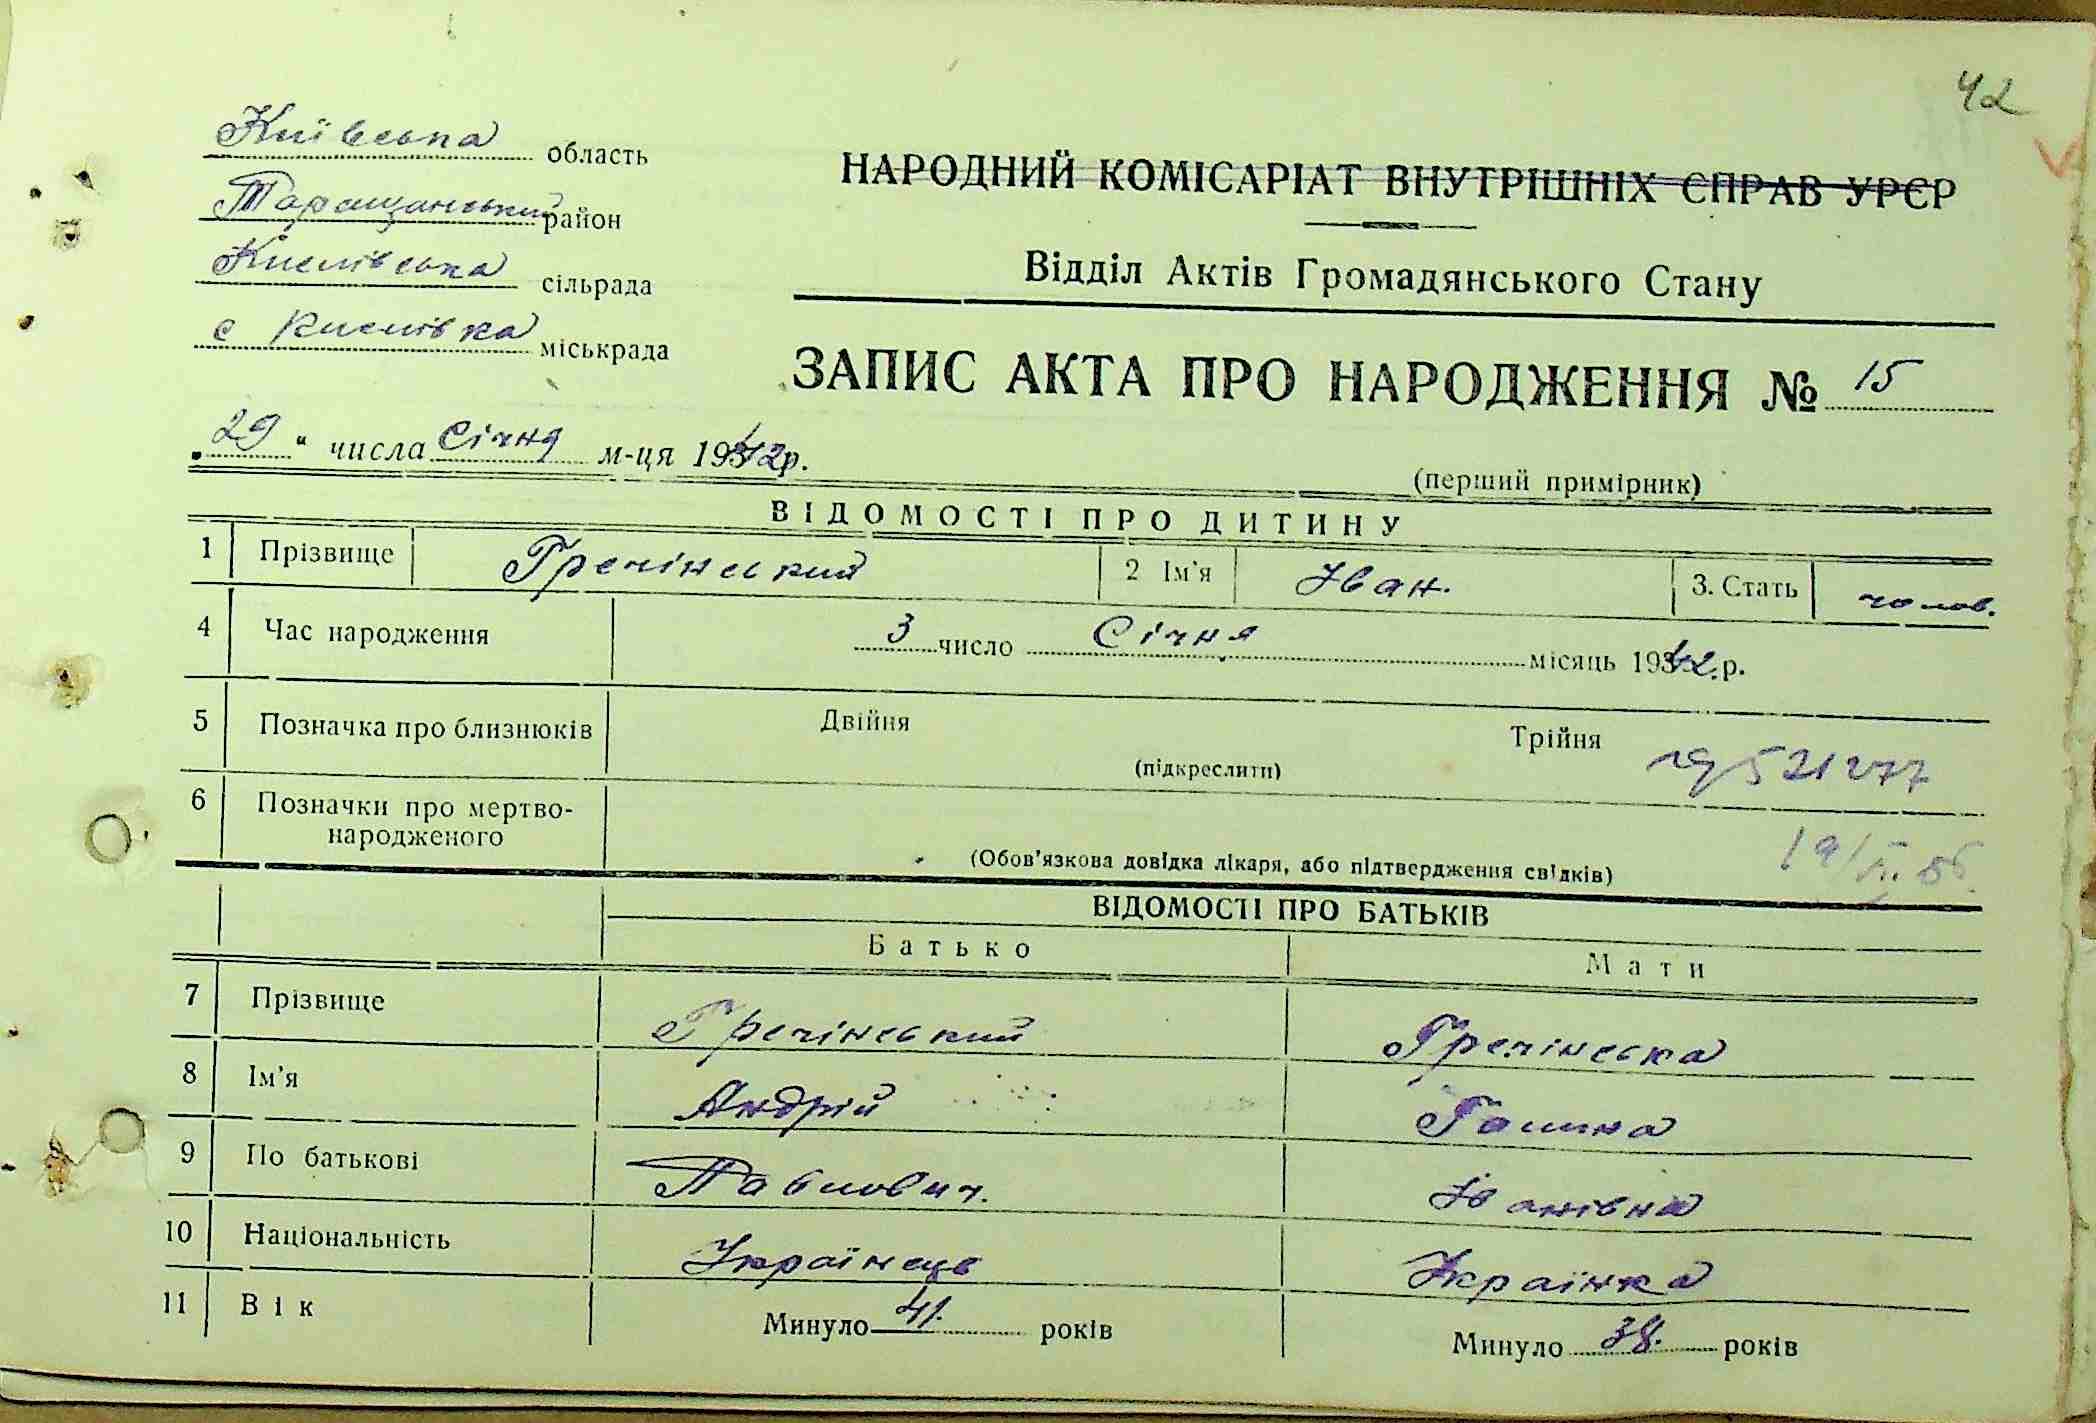 42
Київська область
Таращанський район
Кислівська сільрада
с Кислівка міськрада
НАРОДНИЙ КОМІСАРІАТ ВНУТРІШНІХ СПРАВ УРСР
Відділ Актів Громадянського Стану
ЗАПИС АКТА ПРО НАРОДЖЕННЯ № 15
„29“ числа Січня м-ця 1942р.
(перший примірник)
ВІДОМОСТІ ПРО ДИТИНУ
1 Прізвище Гречінський 2 Ім'я Іван. 3. Стать чолов.
4 Час народження 3 число Січня місяць 1942.р.
5 Позначка про близнюків Двійня Трійня
(підкреслити)
521277
6 Позначки про мертво-
народженого
(Обов'язкова довідка лікаря, або підтвердження свідків)
ВІДОМОСТІ ПРО БАТЬКІВ
Батько Мати
7 Прізвище Гречінський Гречінська
8 Ім'я Андрій Галина
9 По батькові Павлович. Іванівна
10 Національність Українець Українка
11 Вік Минуло 41. років Минуло 38. років